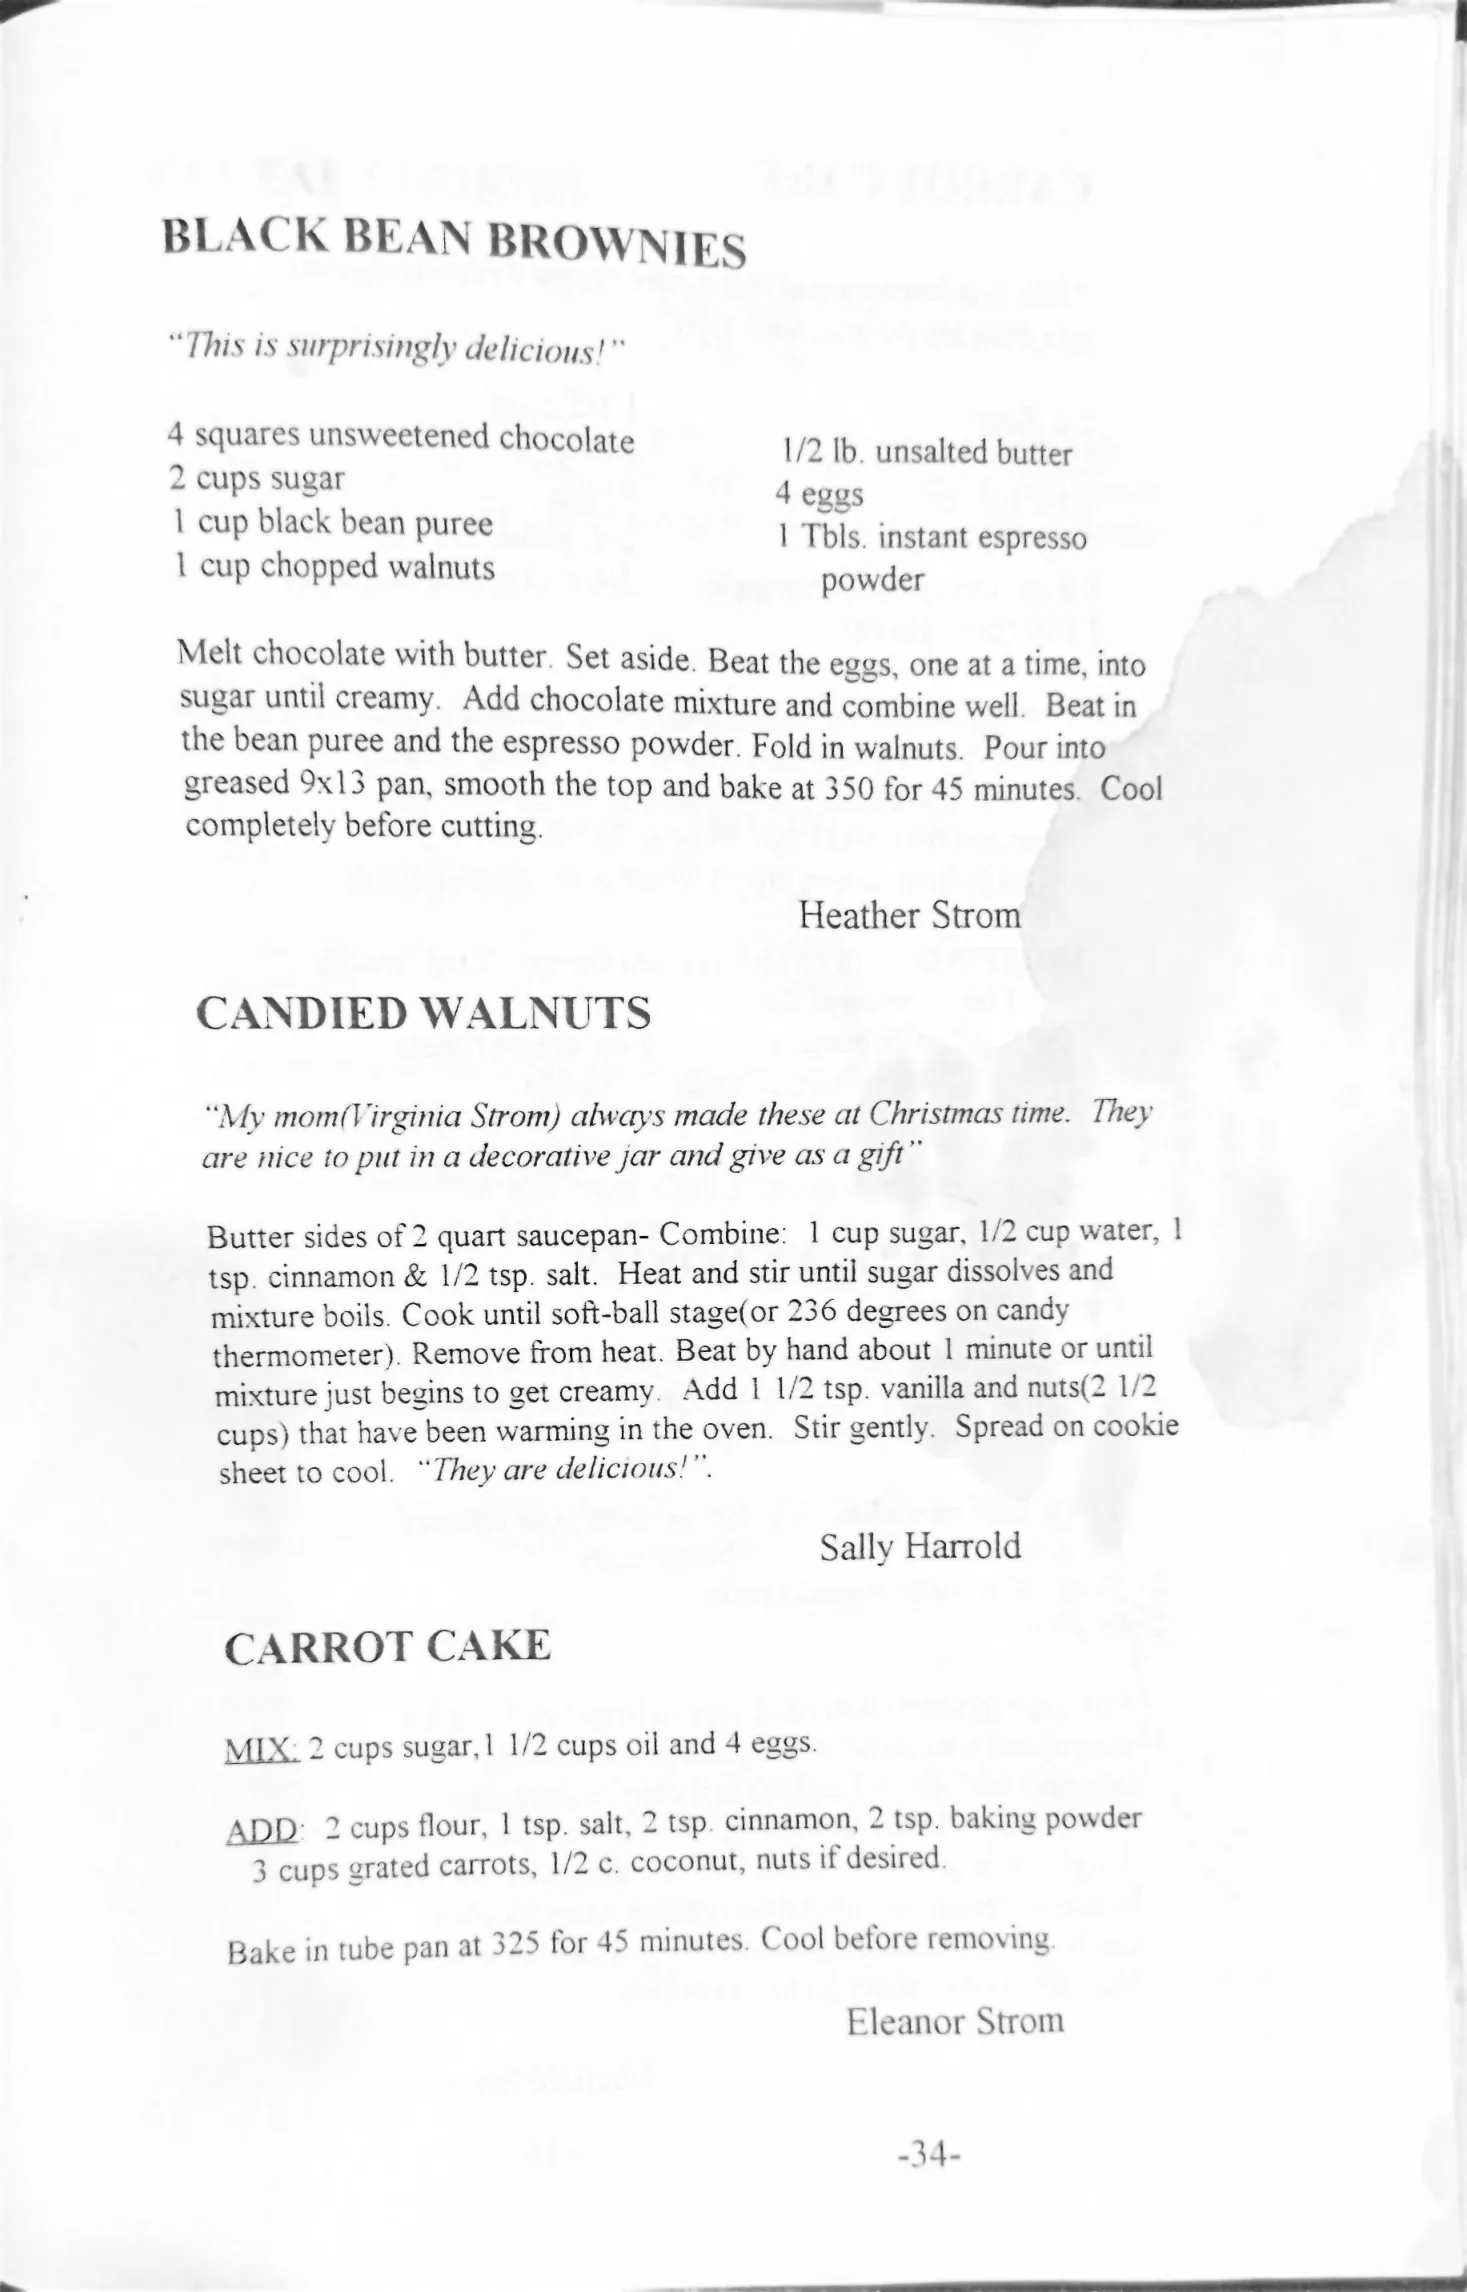 BLACK BEAN BROWNIES
"This is surprisingly delicious!"
4 squares unsweetened chocolate 1/2 lb. unsalted butter
2 cups sugar 4 eggs
1 cup black bean puree 1 Tbls. instant espresso
1 cup chopped walnuts powder
Melt chocolate with butter. Set aside. Beat the eggs, one at a time, into
sugar until creamy. Add chocolate mixture and combine well. Beat in
the bean puree and the espresso powder. Fold in walnuts. Pour into
greased 9x13 pan, smooth the top and bake at 350 for 45 minutes. Cool
completely before cutting.
Heather Strom
CANDIED WALNUTS
"My mom(Virginia Strom) always made these at Christmas time. They
are nice to put in a decorative jar and give as a gift"
Butter sides of 2 quart saucepan- Combine: 1 cup sugar, 1/2 cup water, 1
tsp. cinnamon & 1/2 tsp. salt. Heat and stir until sugar dissolves and
mixture boils. Cook until soft-ball stage(or 236 degrees on candy
thermometer). Remove from heat. Beat by hand about 1 minute or until
mixture just begins to get creamy. Add 1 1/2 tsp. vanilla and nuts(2 1/2
cups) that have been warming in the oven. Stir gently. Spread on cookie
sheet to cool. "They are delicious!".
Sally Harrold
CARROT CAKE
MIX: 2 cups sugar,1 1/2 cups oil and 4 eggs.
ADD: 2 cups flour, 1 tsp. salt, 2 tsp. cinnamon, 2 tsp. baking powder
3 cups grated carrots, 1/2 c. coconut, nuts if desired.
Bake in tube pan at 325 for 45 minutes. Cool before removing.
Eleanor Strom
-34-